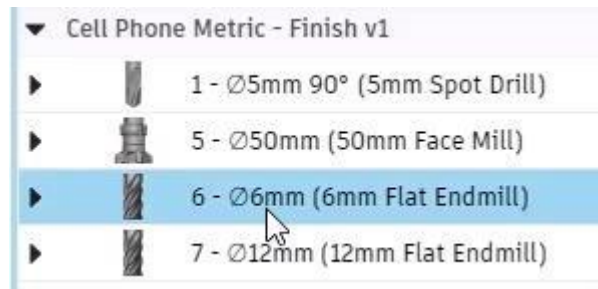 Cell Phone Metric - Finish v1
1 - ∅5mm 90° (5mm Spot Drill)
5 - ∅50mm (50mm Face Mill)
6 - ∅6mm (6mm Flat Endmill)
7 - ∅12mm (12mm Flat Endmill)